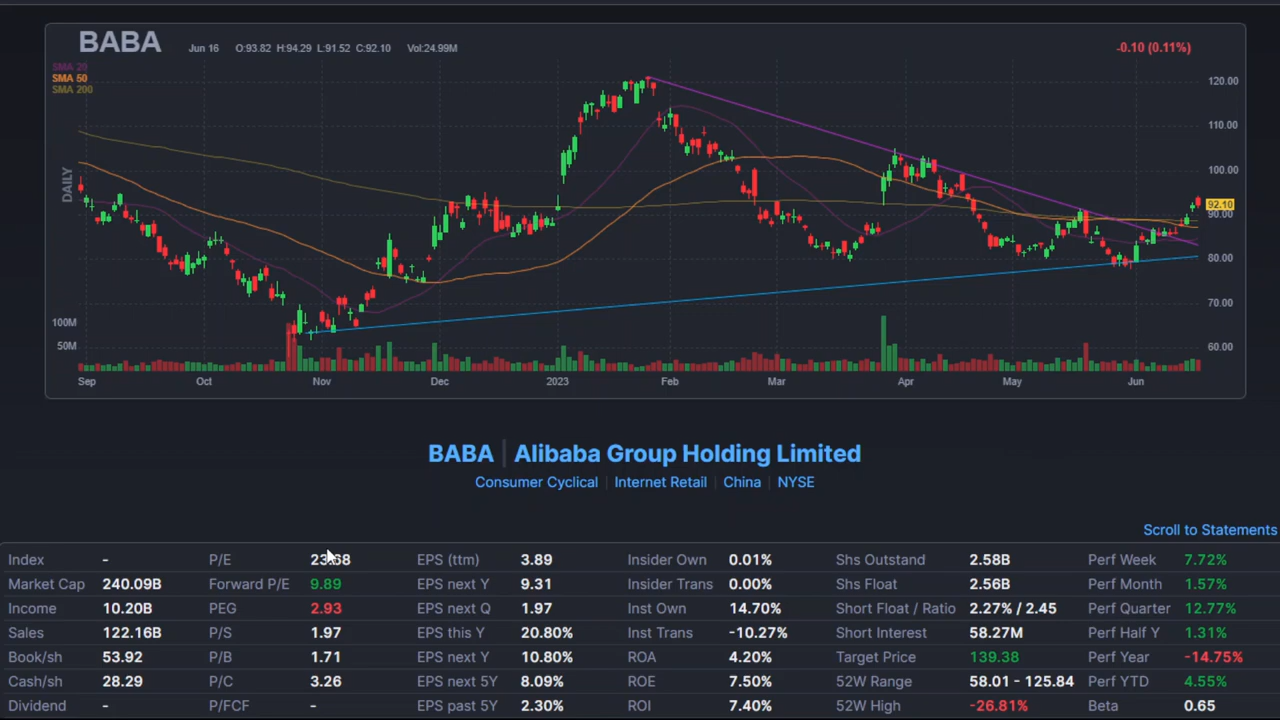 BABA Jun 16 O:93.82 H:94.29 L:91.52 C:92.10 Vol:24.99M -0.10 (0.11%)
SMA 20
SMA 50
SMA 200
DAILY
120.00
110.00
100.00
92.10
90.00
80.00
70.00
60.00
100M
50M
Sep Oct Nov Dec 2023 Feb Mar Apr May Jun
BABA | Alibaba Group Holding Limited
Consumer Cyclical | Internet Retail | China | NYSE
Scroll to Statements
Index - P/E EPS (ttm) 3.89 Insider Own 0.01% Shs Outstand 2.58B Perf Week 7.72%
Market Cap 240.09B Forward P/E 9.89 EPS next Y 9.31 Insider Trans 0.00% Shs Float 2.56B Perf Month 1.57%
Income 10.20B PEG 2.93 EPS next Q 1.97 Inst Own 14.70% Short Float / Ratio 2.27% / 2.45 Perf Quarter 12.77%
Sales 122.16B P/S 1.97 EPS this Y 20.80% Inst Trans -10.27% Short Interest 58.27M Perf Half Y 1.31%
Book/sh 53.92 P/B 1.71 EPS next Y 10.80% ROA 4.20% Target Price 139.38 Perf Year -14.75%
Cash/sh 28.29 P/C 3.26 EPS next 5Y 8.09% ROE 7.50% 52W Range 58.01 - 125.84 Perf YTD 4.55%
Dividend - P/FCF - EPS past 5Y 2.30% ROI 7.40% 52W High -26.81% Beta 0.65